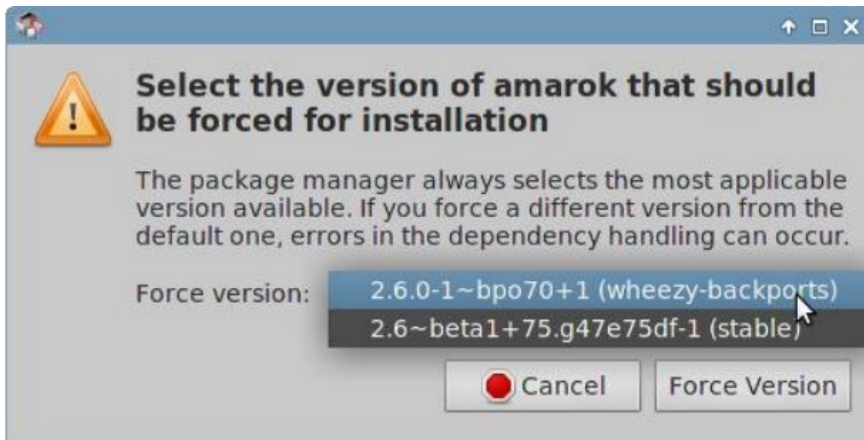 Select the version of amarok that should
be forced for installation
The package manager always selects the most applicable
version available. If you force a different version from the
default one, errors in the dependency handling can occur.
Force version: 2.6.0-1~bpo70+1 (wheezy-backports)
2.6~beta1+75.g47e75df-1 (stable)
Cancel Force Version